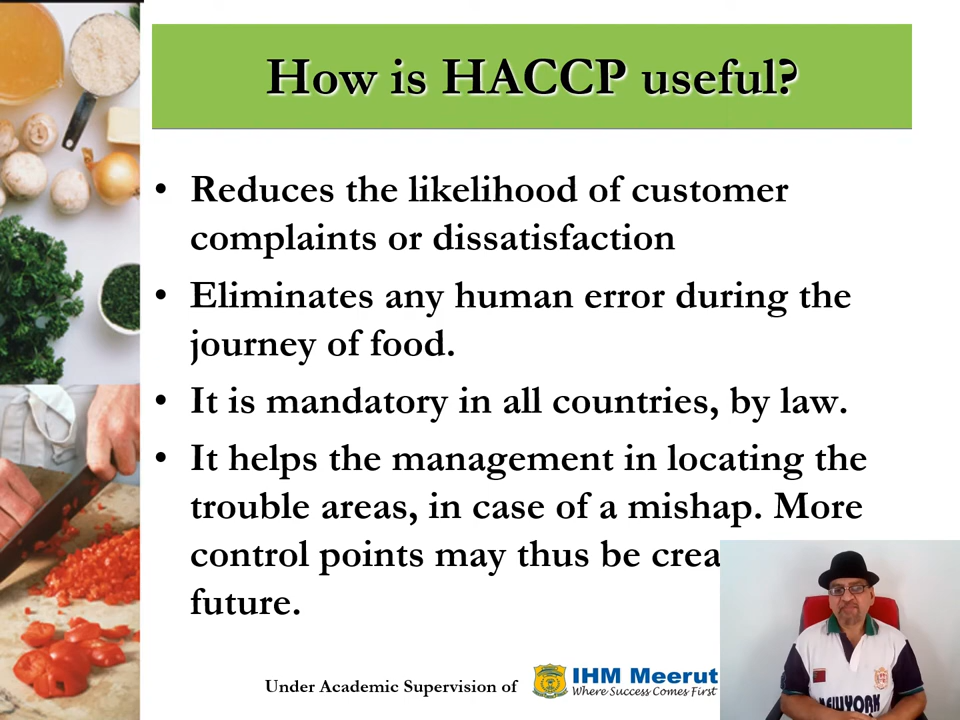 How is HACCP useful?
• Reduces the likelihood of customer
complaints or dissatisfaction
• Eliminates any human error during the
journey of food.
• It is mandatory in all countries, by law.
• It helps the management in locating the
trouble areas, in case of a mishap. More
control points may thus be crea
future.
Under Academic Supervision of
IHM Meerut
Where Success Comes First
NEWYORK